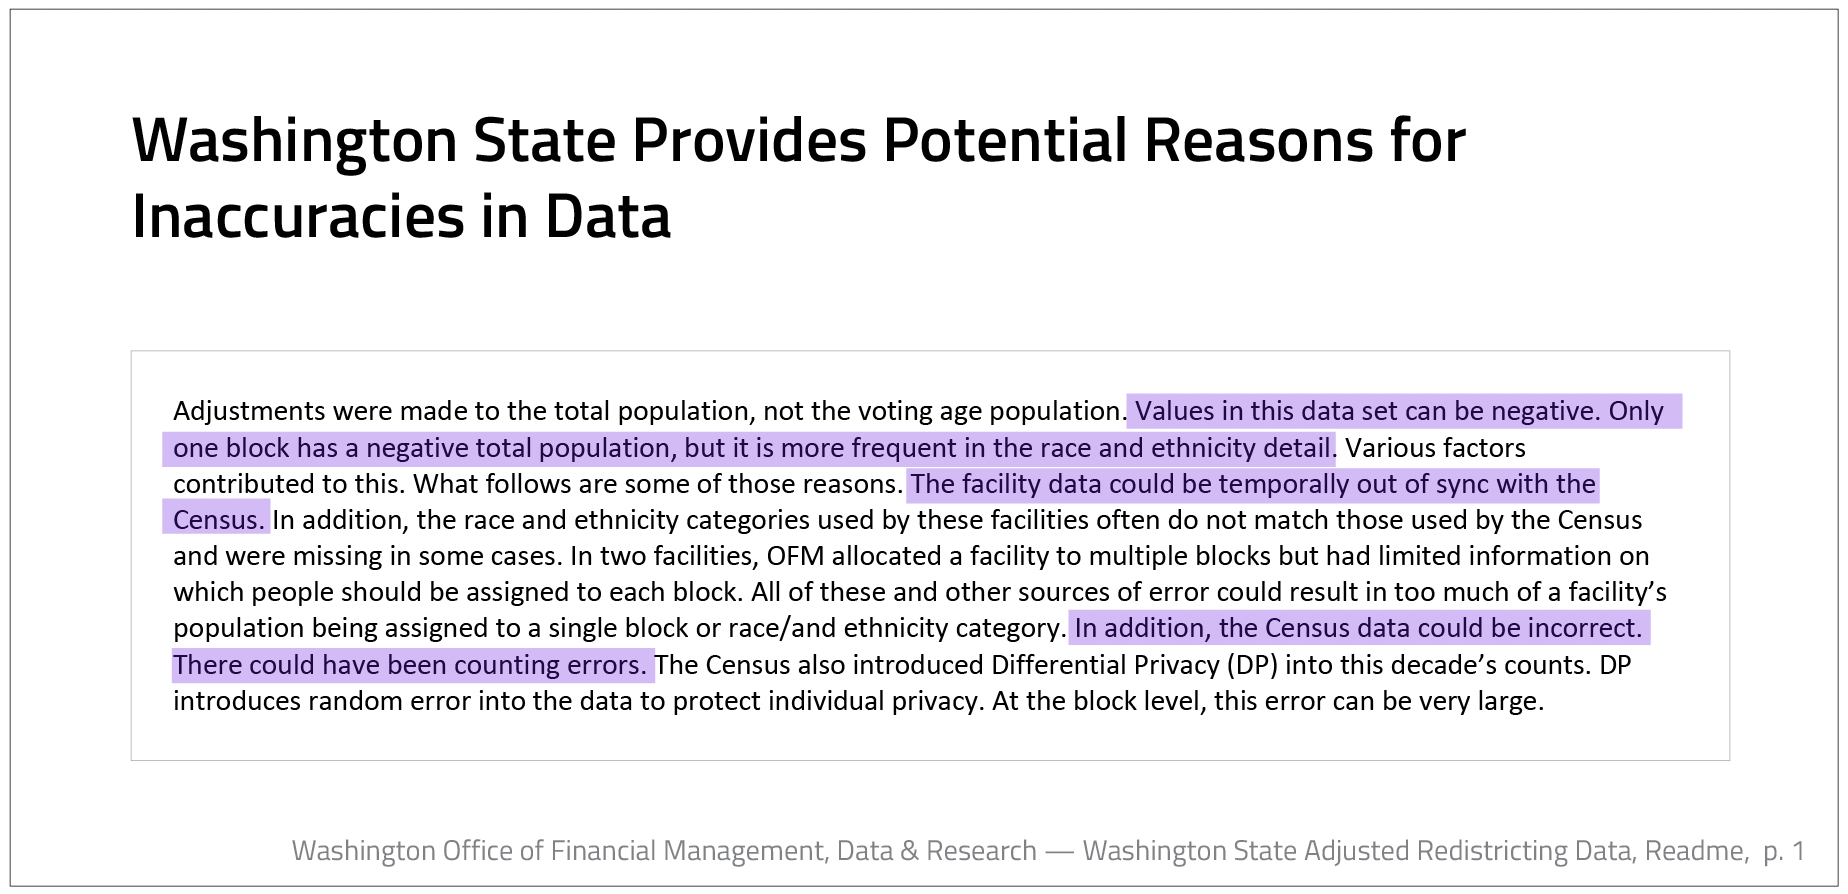 Washington State Provides Potential Reasons for
Inaccuracies in Data
Adjustments were made to the total population, not the voting age population. Values in this data set can be negative. Only
one block has a negative total population, but it is more frequent in the race and ethnicity detail. Various factors
contributed to this. What follows are some of those reasons. The facility data could be temporally out of sync with the
Census. In addition, the race and ethnicity categories used by these facilities often do not match those used by the Census
and were missing in some cases. In two facilities, OFM allocated a facility to multiple blocks but had limited information on
which people should be assigned to each block. All of these and other sources of error could result in too much of a facility’s
population being assigned to a single block or race/and ethnicity category. In addition, the Census data could be incorrect.
There could have been counting errors. The Census also introduced Differential Privacy (DP) into this decade’s counts. DP
introduces random error into the data to protect individual privacy. At the block level, this error can be very large.
Washington Office of Financial Management, Data & Research — Washington State Adjusted Redistricting Data, Readme, p. 1